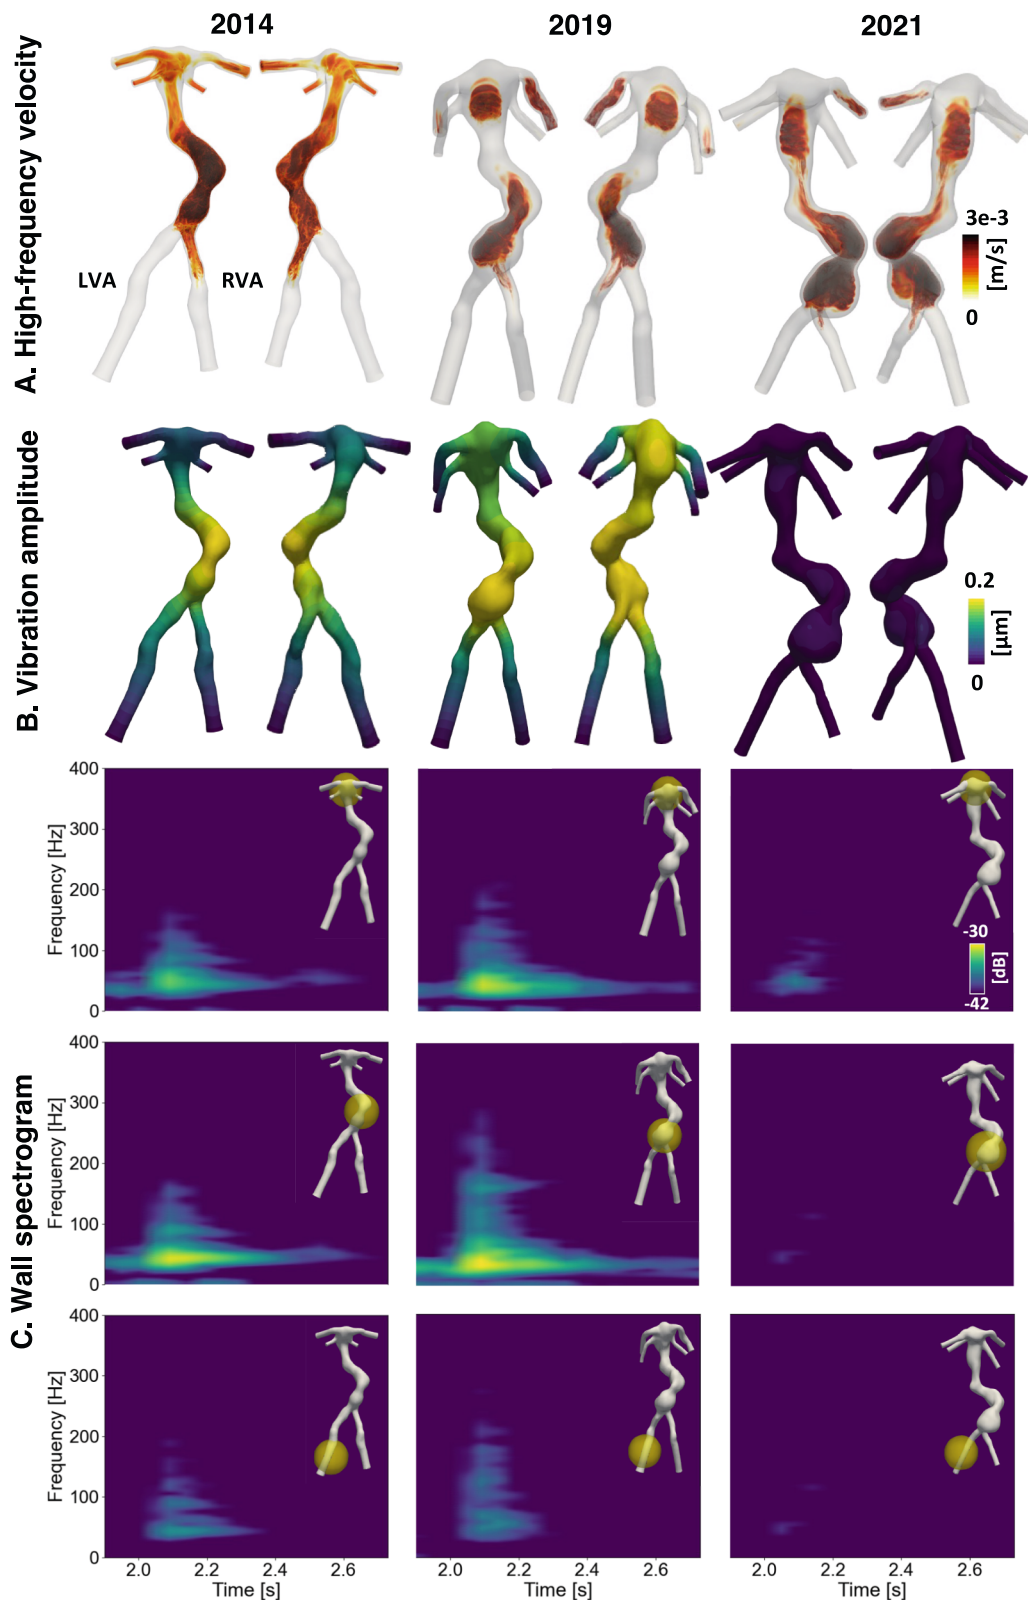 2014 2019 2021
A. High-frequency velocity
LVA RVA
3e-3
[m/s]
0
B. Vibration amplitude
0.2
[μm]
0
C. Wall spectrogram
Frequency [Hz]
400
300
200
100
0
-30
[dB]
-42
Frequency [Hz]
400
300
200
100
0
Frequency [Hz]
400
300
200
100
0
2.0 2.2 2.4 2.6 2.0 2.2 2.4 2.6 2.0 2.2 2.4 2.6
Time [s] Time [s] Time [s]